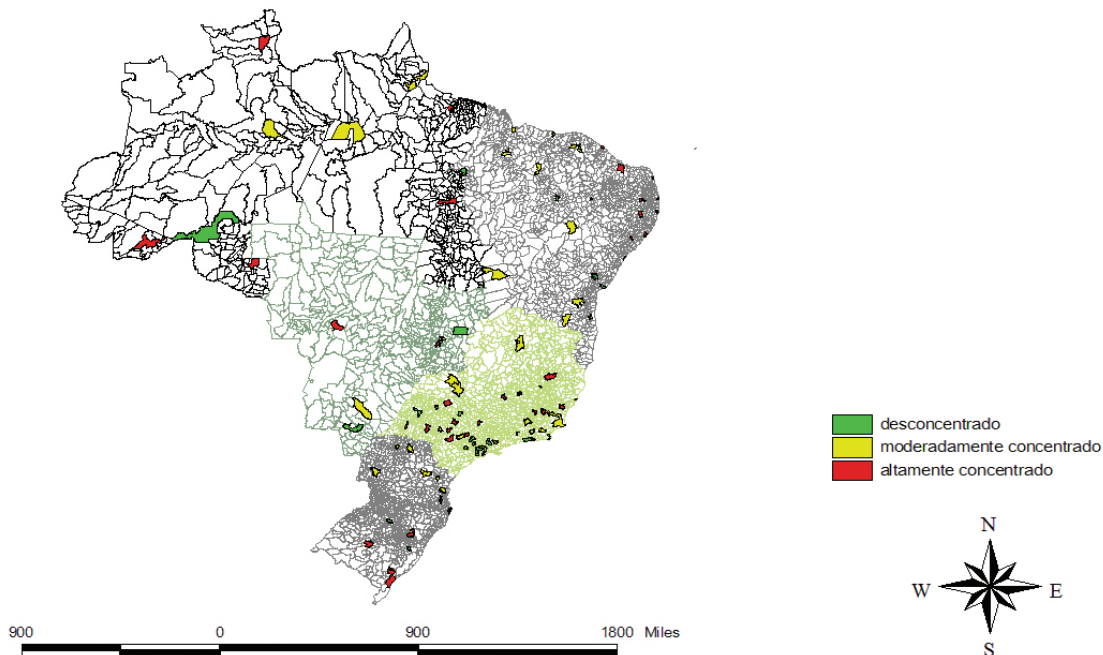 desconcentrado
moderadamente concentrado
altamente concentrado
N
W E
S
900 0 900 1800 Miles